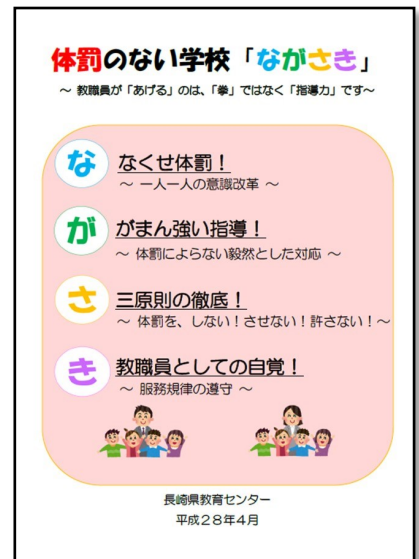 体罰のない学校「ながさき」
～ 教職員が「あげる」のは、「拳」ではなく「指導力」です～
な なくせ体罰！
～ 一人一人の意識改革 ～
が がまん強い指導！
～ 体罰によらない毅然とした対応 ～
さ 三原則の徹底！
～ 体罰を、しない！させない！許さない！～
き 教職員としての自覚！
～ 服務規律の遵守 ～
長崎県教育センター
平成２８年４月